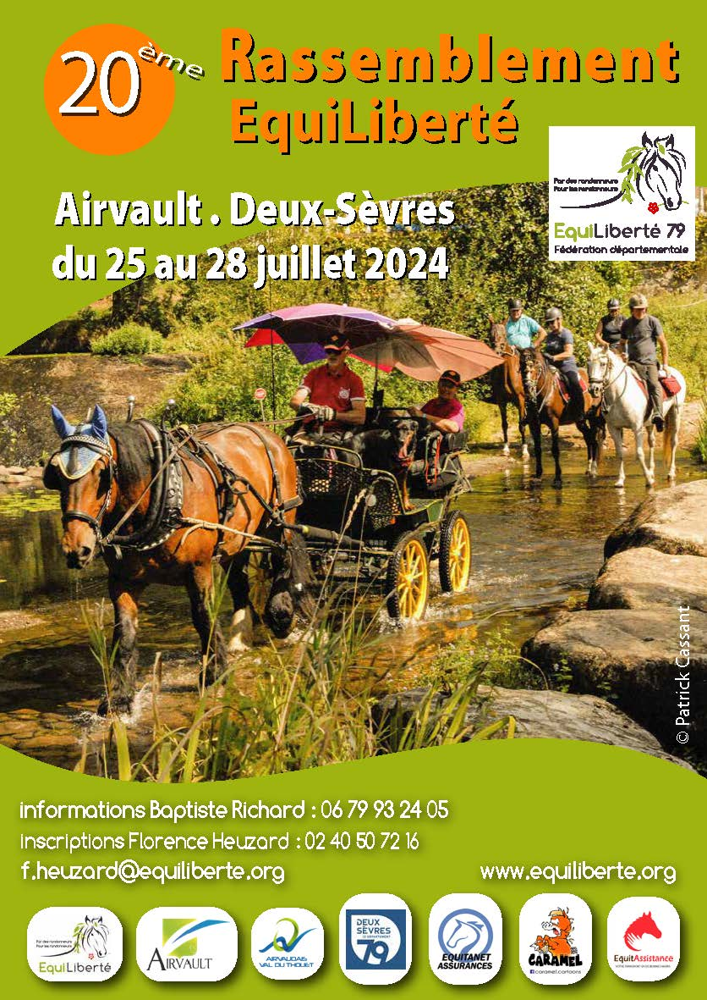 20ème Rassemblement
EquiLiberté
Par des randonneurs
Pour les randonneurs
EquiLiberté 79
Fédération départementale
Airvault . Deux-Sèvres
du 25 au 28 juillet 2024
© Patrick Cassant
informations Baptiste Richard : 06 79 93 24 05
inscriptions Florence Heuzard : 02 40 50 72 16
f.heuzard@equiliberte.org
www.equiliberte.org
Par des randonneurs
Pour les randonneurs
EquiLiberté
AIRVAULT
AIRVAUDAIS
VAL DU THOUET
DEUX
SÈVRES
LE DÉPARTEMENT
79
EQUITANET
ASSURANCES
CARAMEL
caramel.cartoons
EquitAssistance